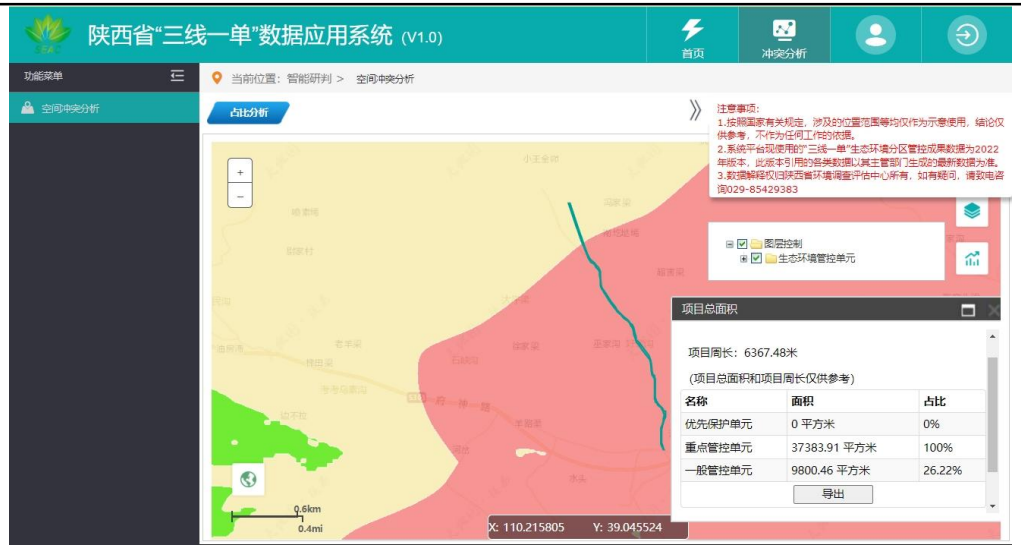 陕西省“三线一单”数据应用系统 (V1.0)
首页
冲突分析
功能菜单
当前位置：智能研判 > 空间冲突分析
空间冲突分析
占比分析
注意事项:
1.按照国家有关规定，涉及的位置范围等均仅作为示意使用，结论仅
供参考，不作为任何工作的依据。
2.系统平台现使用的“三线一单”生态环境分区管控成果数据为2022
年版本，此版本引用的各类数据以其主管部门生成的最新数据为准。
3.数据解释权归陕西省环境调查评估中心所有，如有疑问，请致电咨
询029-85429383
+
−
图层控制
生态环境管控单元
项目总面积
项目周长：6367.48米
(项目总面积和项目周长仅供参考)
名称 面积 占比
优先保护单元 0 平方米 0%
重点管控单元 37383.91 平方米 100%
一般管控单元 9800.46 平方米 26.22%
导出
石峡沟
府 神 路
水头
0.6km
0.4mi
X: 110.215805 Y: 39.045524